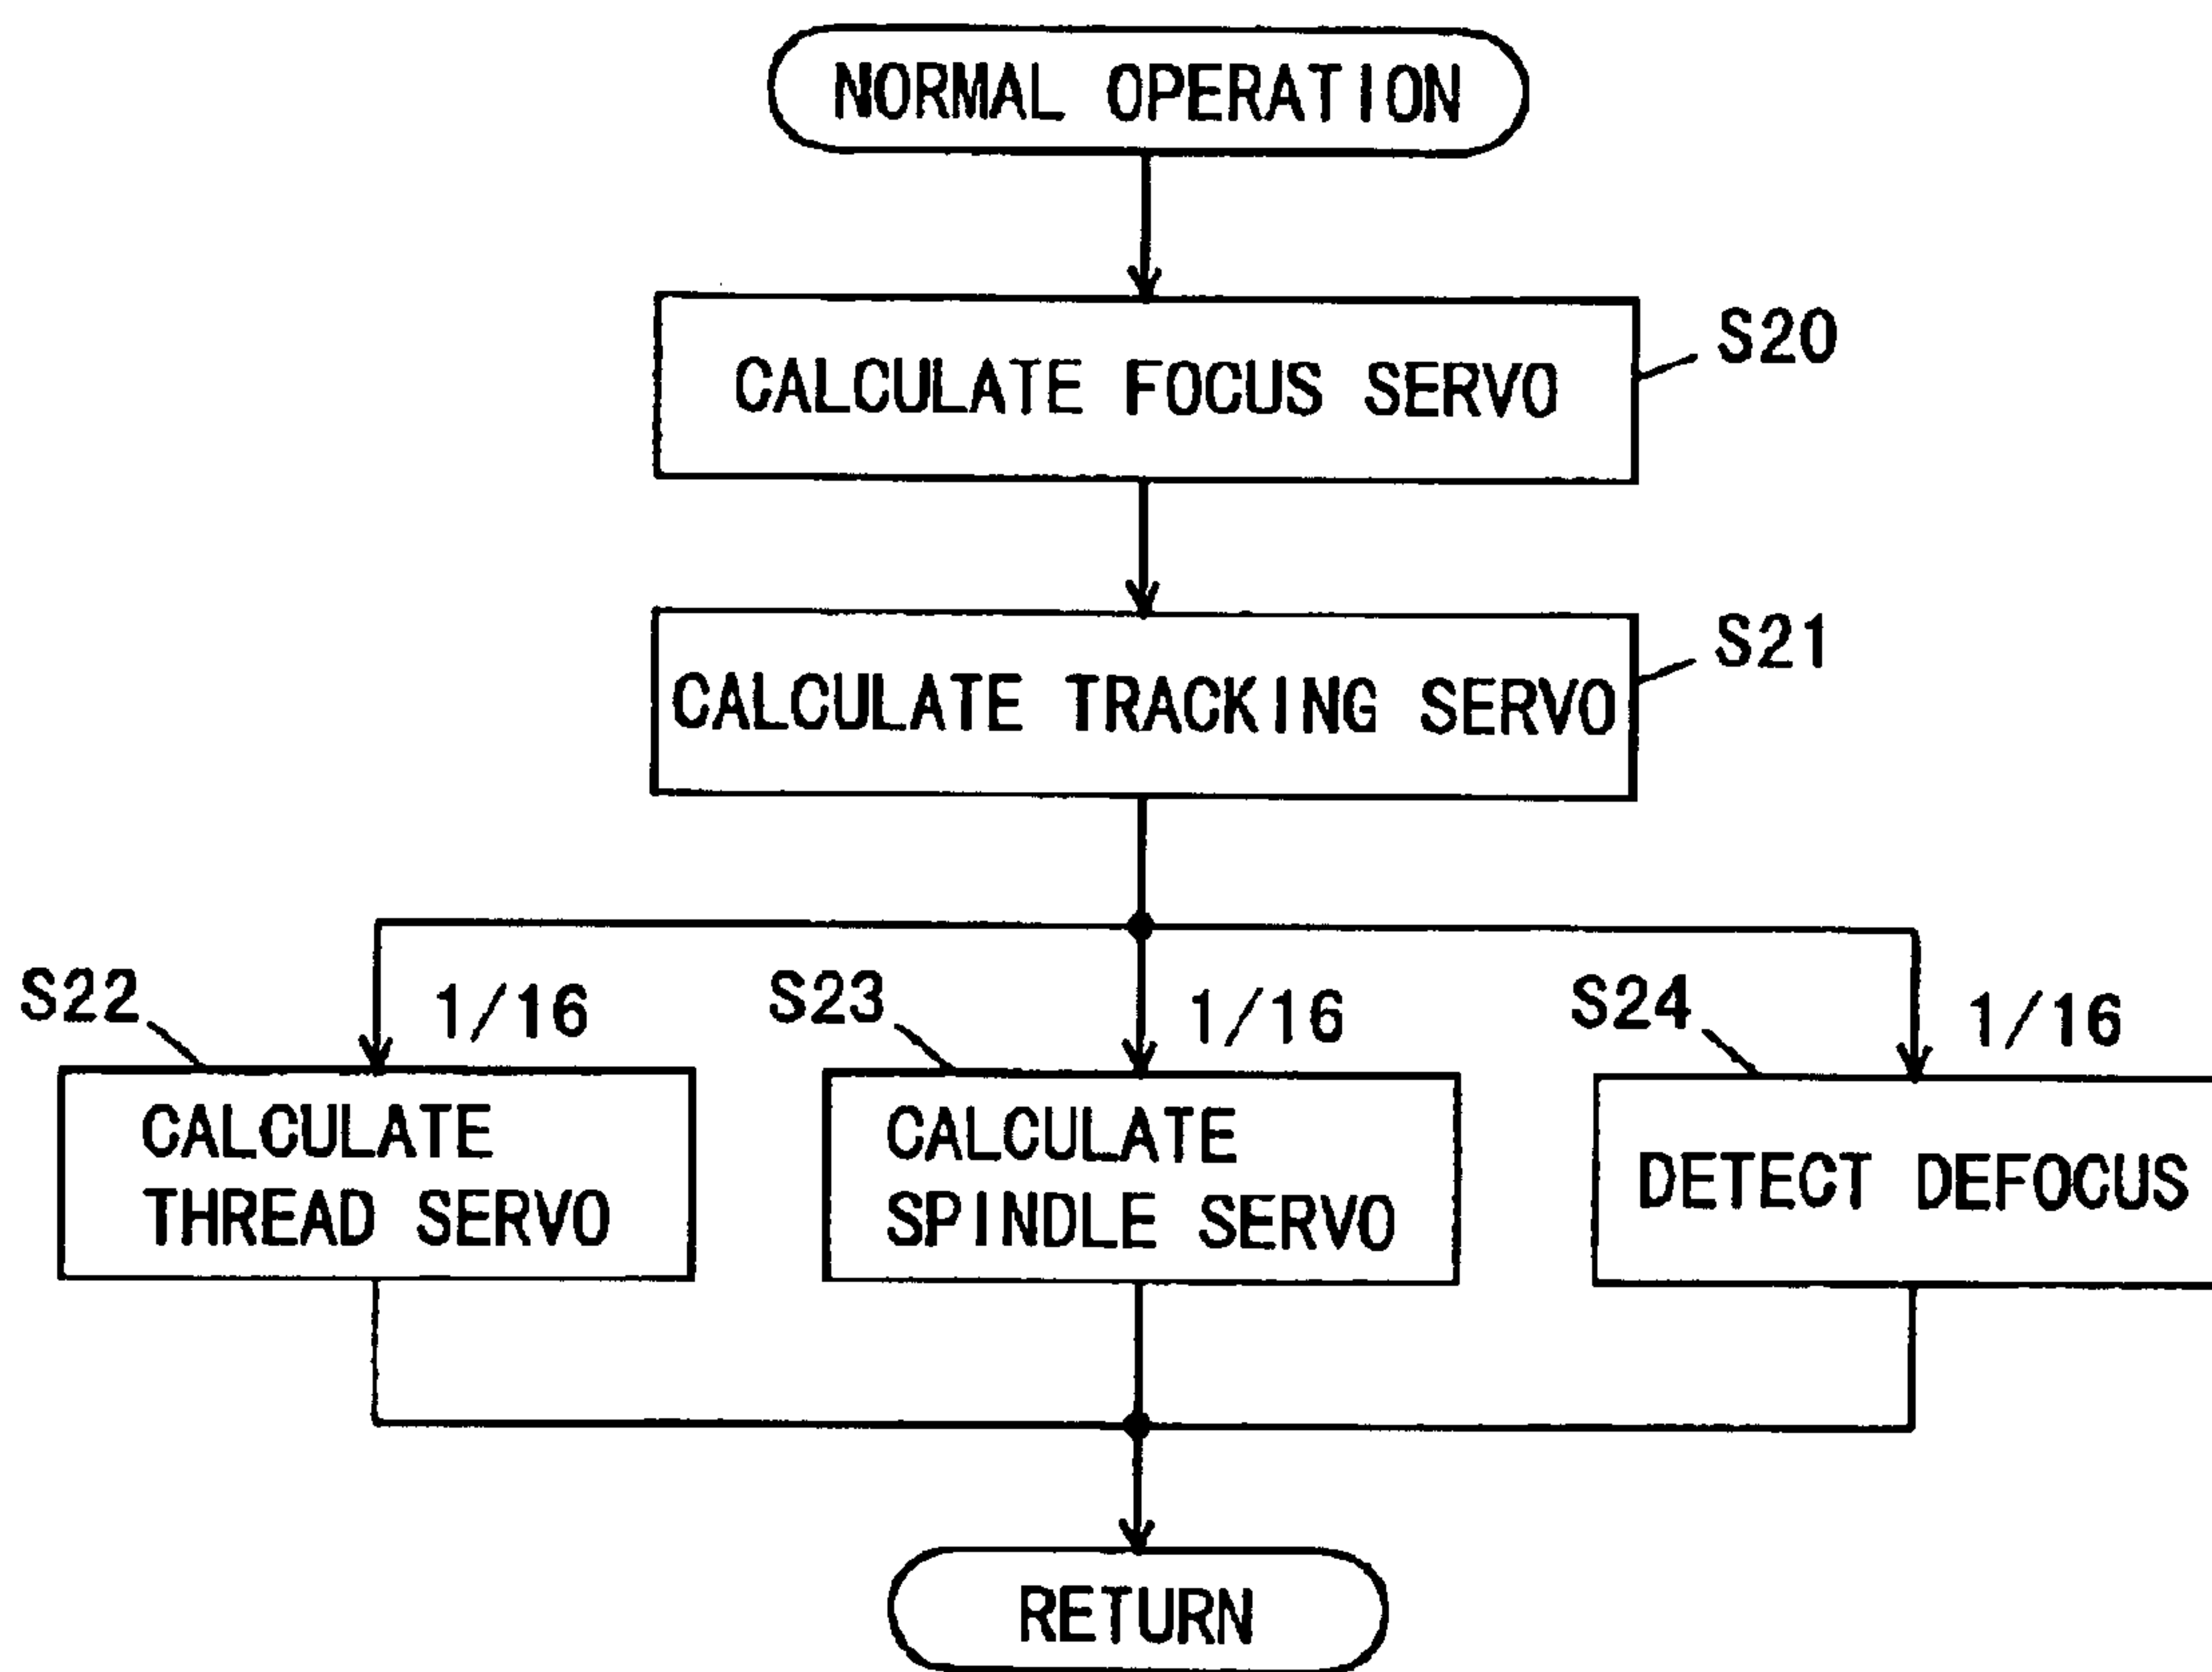 NORMAL OPERATION
CALCULATE FOCUS SERVO
S20
CALCULATE TRACKING SERVO
S21
S22
1/16
S23
1/16
S24
1/16
CALCULATE
THREAD SERVO
CALCULATE
SPINDLE SERVO
DETECT DEFOCUS
RETURN